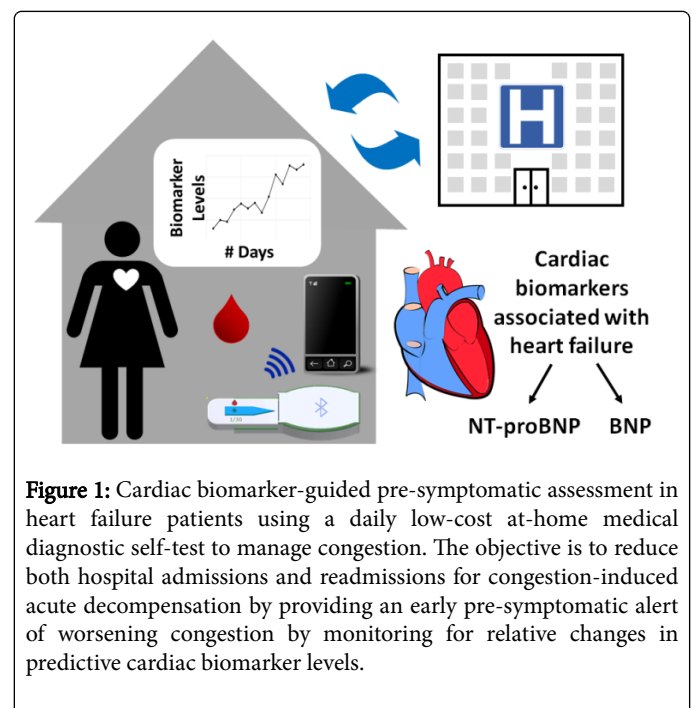 Biomarker
Levels
# Days
H
1/30
Cardiac
biomarkers
associated with
heart failure
NT-proBNP BNP
Figure 1: Cardiac biomarker-guided pre-symptomatic assessment in
heart failure patients using a daily low-cost at-home medical
diagnostic self-test to manage congestion. The objective is to reduce
both hospital admissions and readmissions for congestion-induced
acute decompensation by providing an early pre-symptomatic alert
of worsening congestion by monitoring for relative changes in
predictive cardiac biomarker levels.